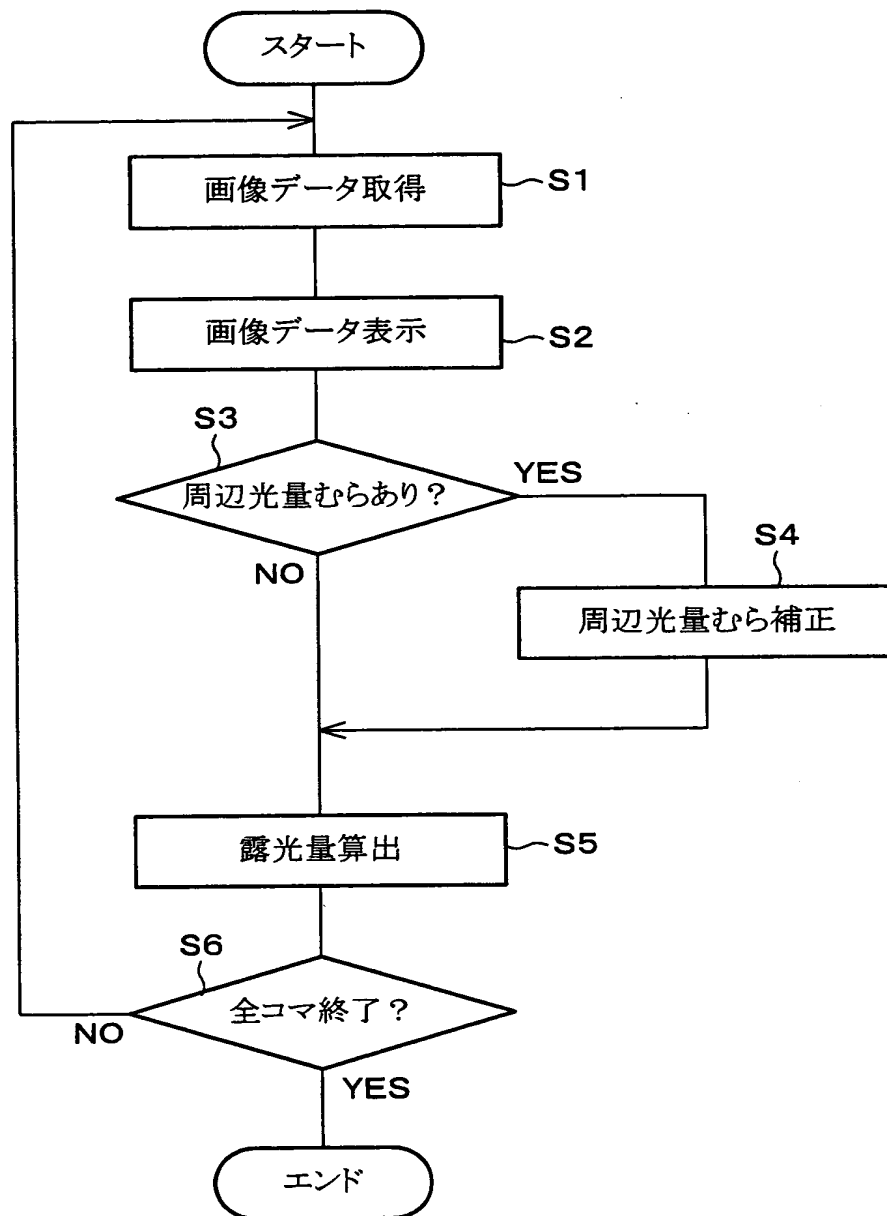 スタート
画像データ取得
S1
画像データ表示
S2
S3
周辺光量むらあり?
YES
NO
S4
周辺光量むら補正
露光量算出
S5
S6
全コマ終了?
NO
YES
エンド